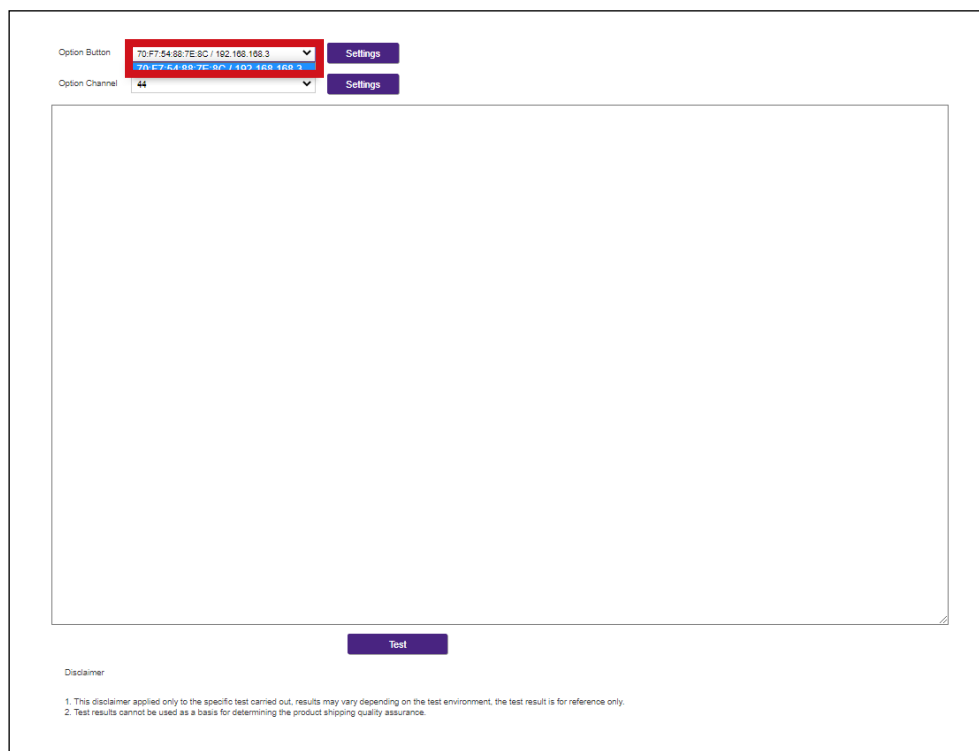 Option Button 70:F7:54:88:7E:8C / 192.168.168.3 Settings
70:F7:54:88:7E:8C / 192.168.168.3
Option Channel 44 Settings
Test
Disclaimer
1. This disclaimer applied only to the specific test carried out, results may vary depending on the test environment, the test result is for reference only.
2. Test results cannot be used as a basis for determining the product shipping quality assurance.